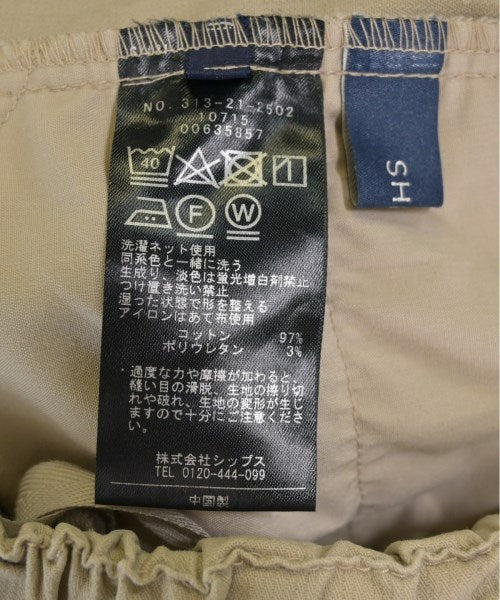 NO. 313-21-2502
10715
00635857
40
F W
洗濯ネット使用
同系色と一緒に洗う
生成り、淡色は蛍光増白剤禁止
つけ置き洗い禁止
湿った状態で形を整える
アイロンはあて布使用
コットン 97%
ポリウレタン 3%
・過度な力や摩擦が加わると、
縫い目の滑脱、生地の擦り切
れや破れ、生地の変形が生じ
ますので十分にご注意くださ
い。
株式会社シップス
TEL 0120-444-099
中国製
HS